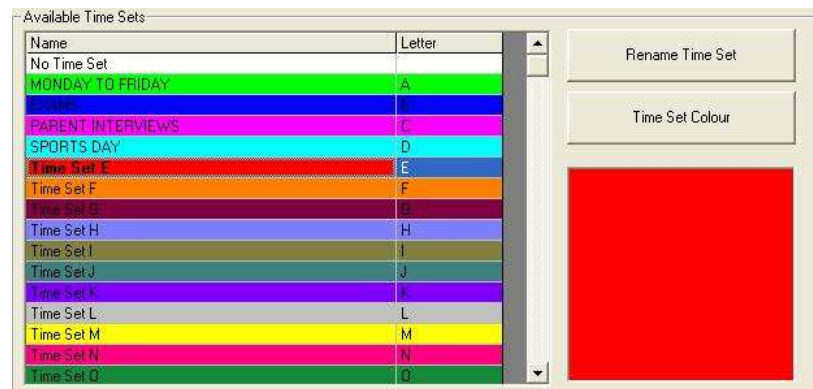 Available Time Sets
Name Letter
No Time Set
MONDAY TO FRIDAY A
EXAMS B
PARENT INTERVIEWS C
SPORTS DAY D
Time Set E E
Time Set F F
Time Set G G
Time Set H H
Time Set I I
Time Set J J
Time Set K K
Time Set L L
Time Set M M
Time Set N N
Time Set O O
Rename Time Set
Time Set Colour